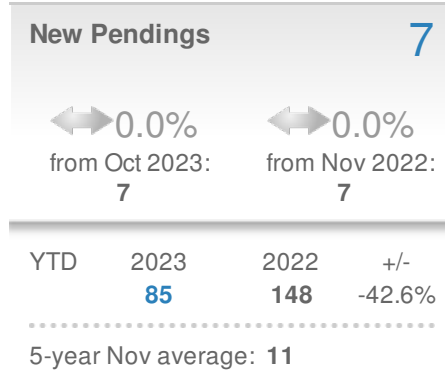 New Pendings 7
0.0% 0.0%
from Oct 2023: from Nov 2022:
7 7
YTD 2023 2022 +/-
85 148 -42.6%
5-year Nov average: 11